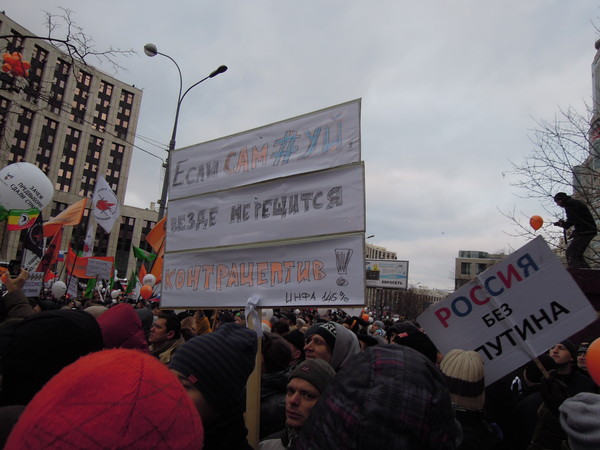 Если САМ #УЙ,
ВЕЗДЕ МЕРЕЩИТСЯ
КОНТРАЦЕПТИВ!
ИНФА 146%
РОССИЯ
БЕЗ
ПУТИНА